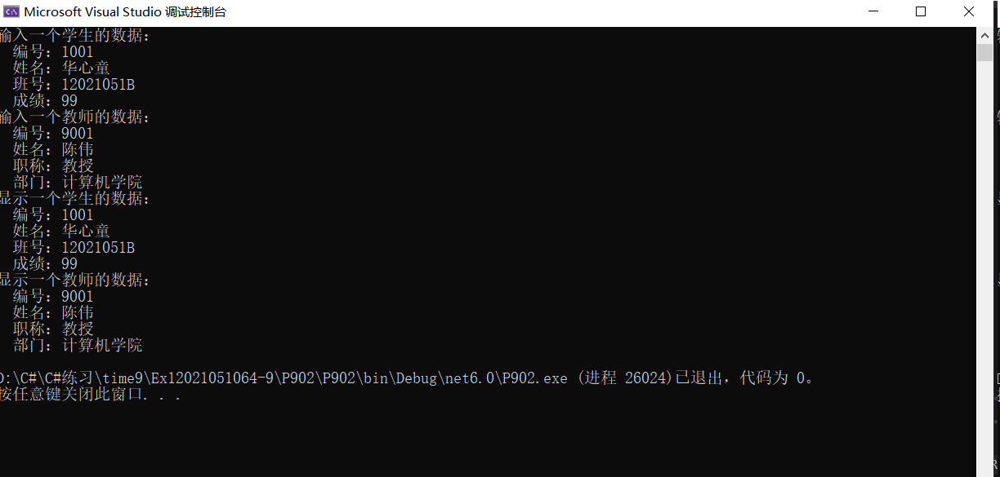 Microsoft Visual Studio 调试控制台
输入一个学生的数据:
编号: 1001
姓名: 华心童
班号: 12021051B
成绩: 99
输入一个教师的数据:
编号: 9001
姓名: 陈伟
职称: 教授
部门: 计算机学院
显示一个学生的数据:
编号: 1001
姓名: 华心童
班号: 12021051B
成绩: 99
显示一个教师的数据:
编号: 9001
姓名: 陈伟
职称: 教授
部门: 计算机学院
D:\C#\C#练习\time9\Ex12021051064-9\P902\P902\bin\Debug\net6.0\P902.exe (进程 26024)已退出，代码为 0。
按任意键关闭此窗口. . .